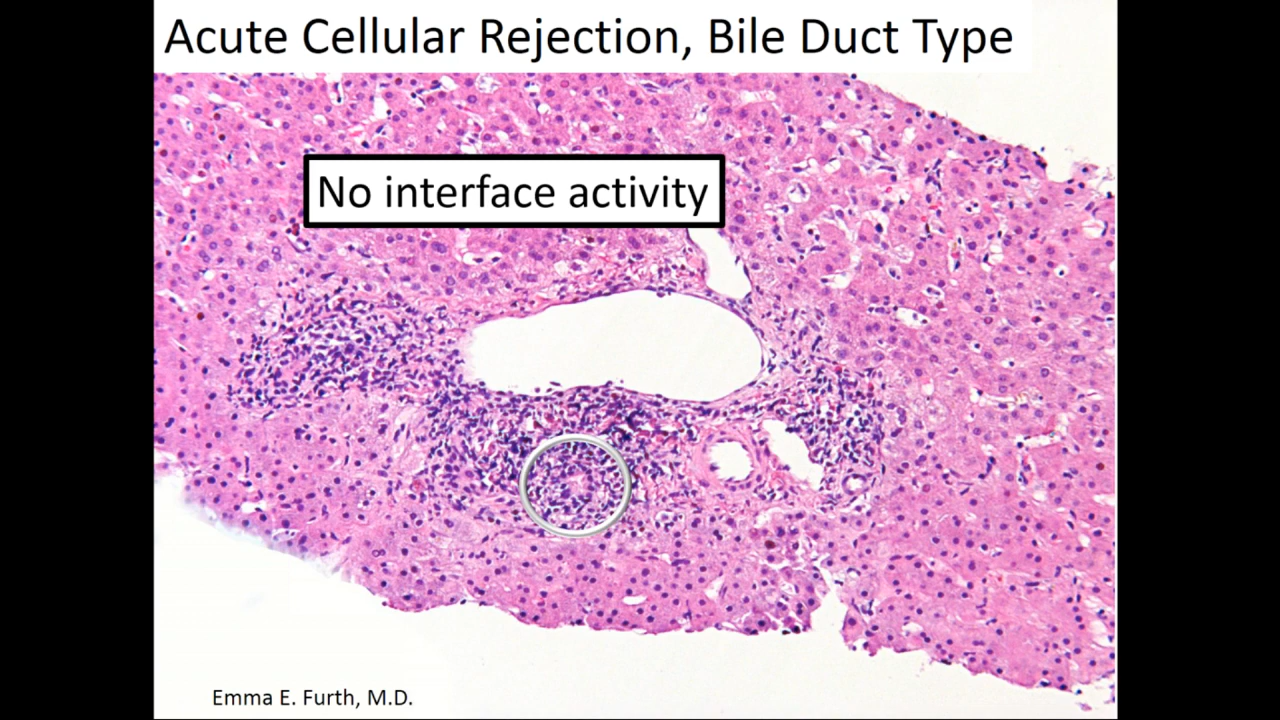 Acute Cellular Rejection, Bile Duct Type
No interface activity
Emma E. Furth, M.D.